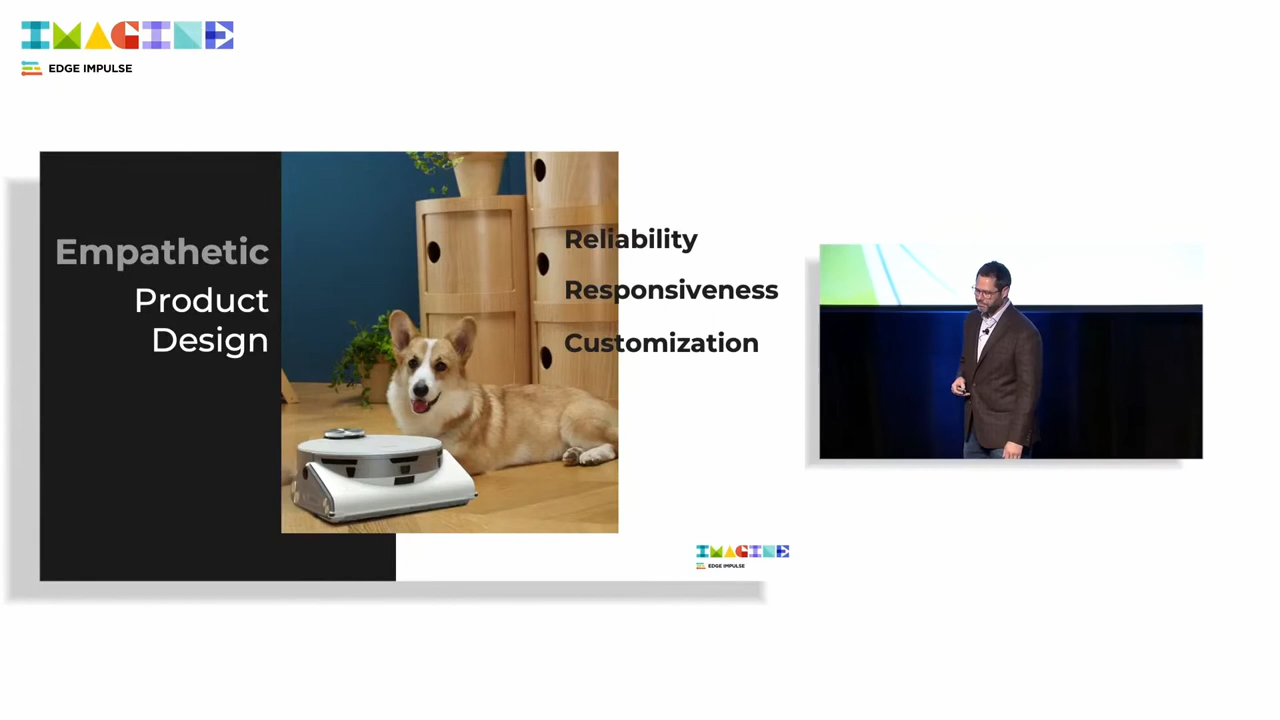 IMAGINE
EDGE IMPULSE
Empathetic
Product
Design
Reliability
Responsiveness
Customization
IMAGINE
EDGE IMPULSE